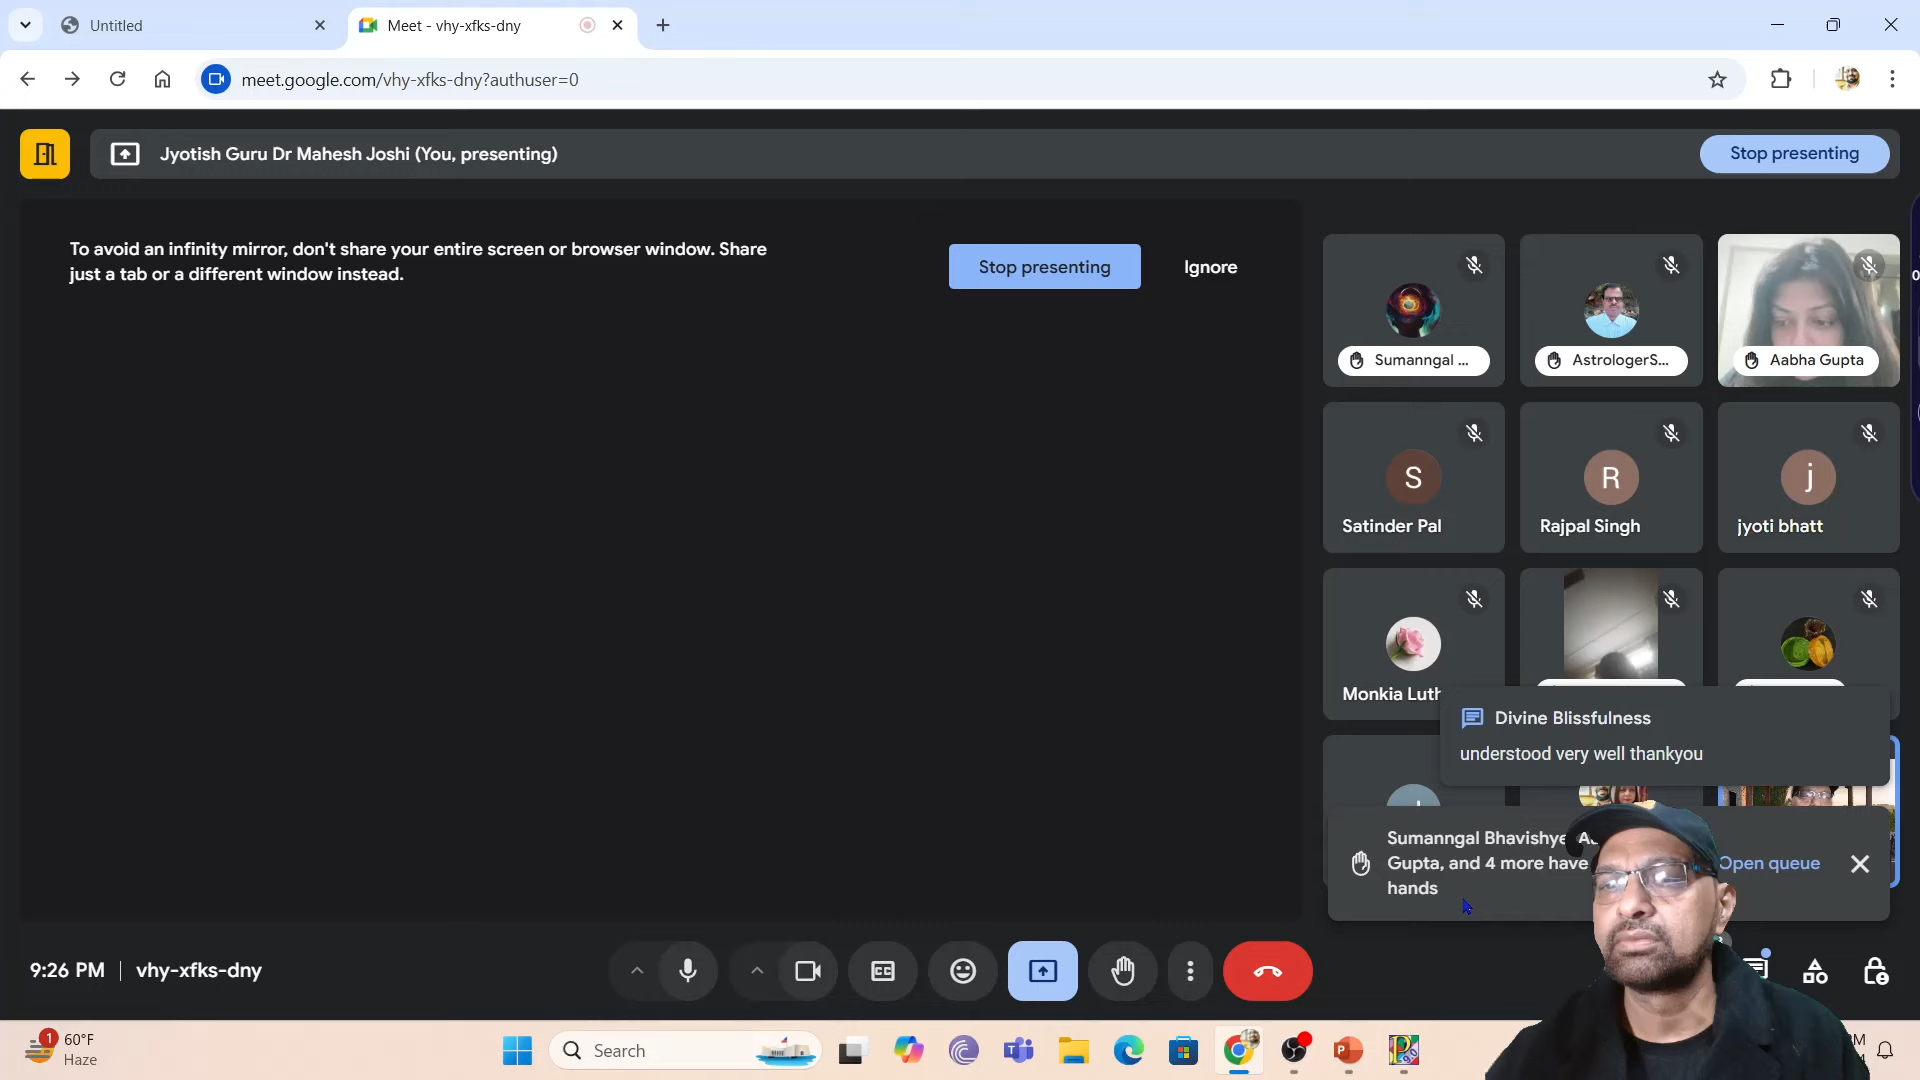 Untitled
Meet - vhy-xfks-dny
meet.google.com/vhy-xfks-dny?authuser=0
Jyotish Guru Dr Mahesh Joshi (You, presenting)
Stop presenting
To avoid an infinity mirror, don't share your entire screen or browser window. Share
just a tab or a different window instead.
Stop presenting
Ignore
Sumanngal ...
AstrologerS...
Aabha Gupta
S
R
j
Satinder Pal
Rajpal Singh
jyoti bhatt
Monkia Luth
Divine Blissfulness
understood very well thankyou
Sumanngal Bhavishye
Gupta, and 4 more have
hands
Open queue
9:26 PM
vhy-xfks-dny
1
60°F
Haze
Search